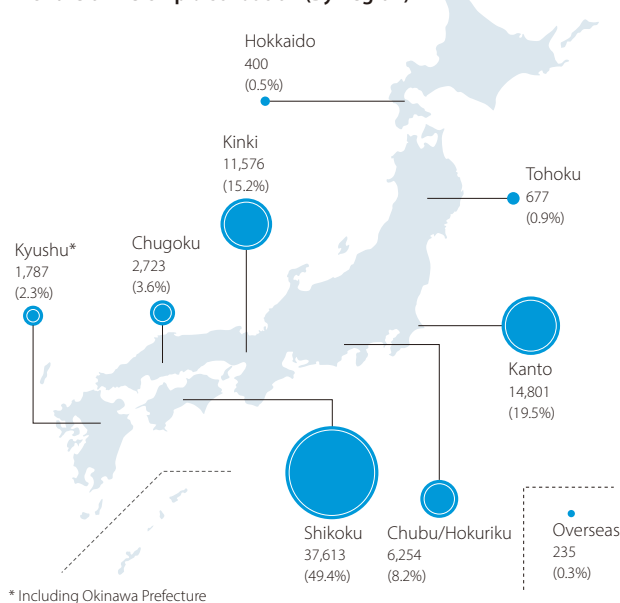 Hokkaido
400
(0.5%)
Kinki
11,576
(15.2%)
Tohoku
677
(0.9%)
Kyushu*
1,787
(2.3%)
Chugoku
2,723
(3.6%)
Kanto
14,801
(19.5%)
Shikoku
37,613
(49.4%)
Chubu/Hokuriku
6,254
(8.2%)
Overseas
235
(0.3%)
* Including Okinawa Prefecture